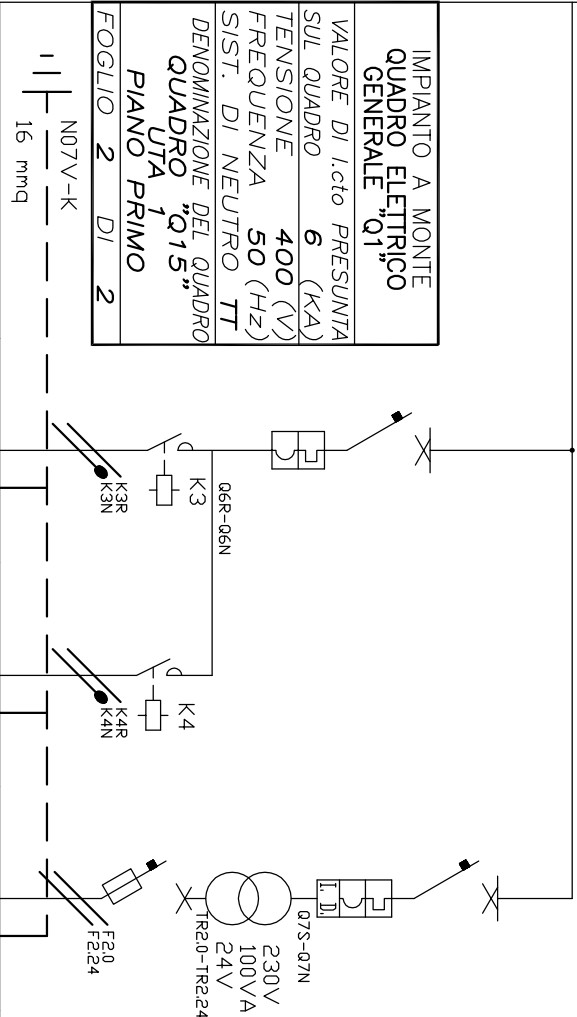 IMPIANTO A MONTE
QUADRO ELETTRICO
GENERALE "Q1"
VALORE DI I.cto PRESUNTA
SUL QUADRO 6 (KA)
TENSIONE 400 (V)
FREQUENZA 50 (Hz)
SIST. DI NEUTRO TT
DENOMINAZIONE DEL QUADRO
QUADRO "Q15"
UTA 1
PIANO PRIMO
FOGLIO 2 DI 2
N07V-K
16 mmq
K3
Q6R-Q6N
K3R
K3N
K4
K4R
K4N
I. D.
Q7S-Q7N
230V
100VA
24V
TR2.0-TR2.24
F2.0
F2.24